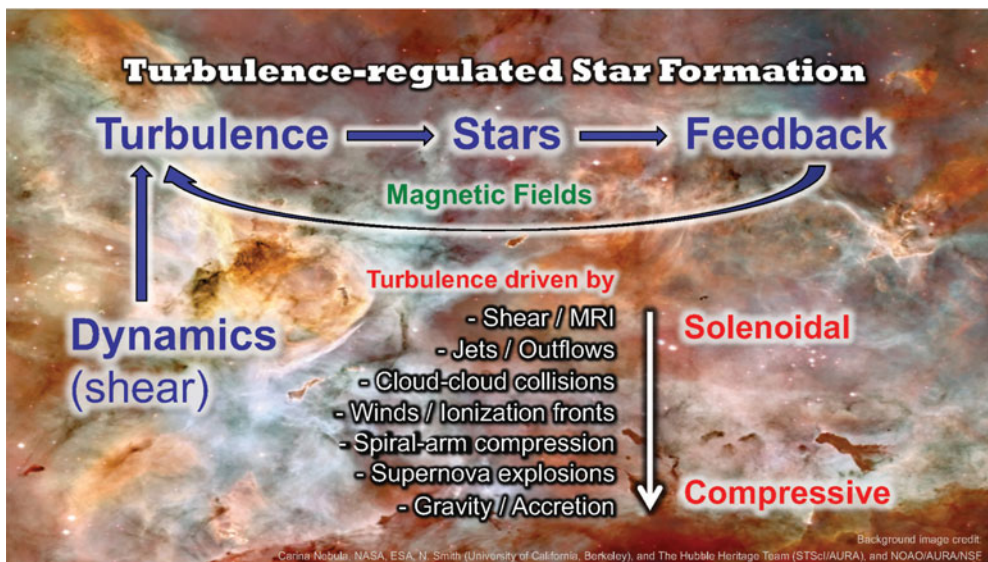 Turbulence-regulated Star Formation
Turbulence
Stars
Feedback
Magnetic Fields
Dynamics
(shear)
Turbulence driven by
- Shear / MRI
- Jets / Outflows
- Cloud-cloud collisions
- Winds / Ionization fronts
- Spiral-arm compression
- Supernova explosions
- Gravity / Accretion
Solenoidal
Compressive
Background image credit:
Carina Nebula, NASA, ESA, N. Smith (University of California, Berkeley), and The Hubble Heritage Team (STScI/AURA), and NOAO/AURA/NSF